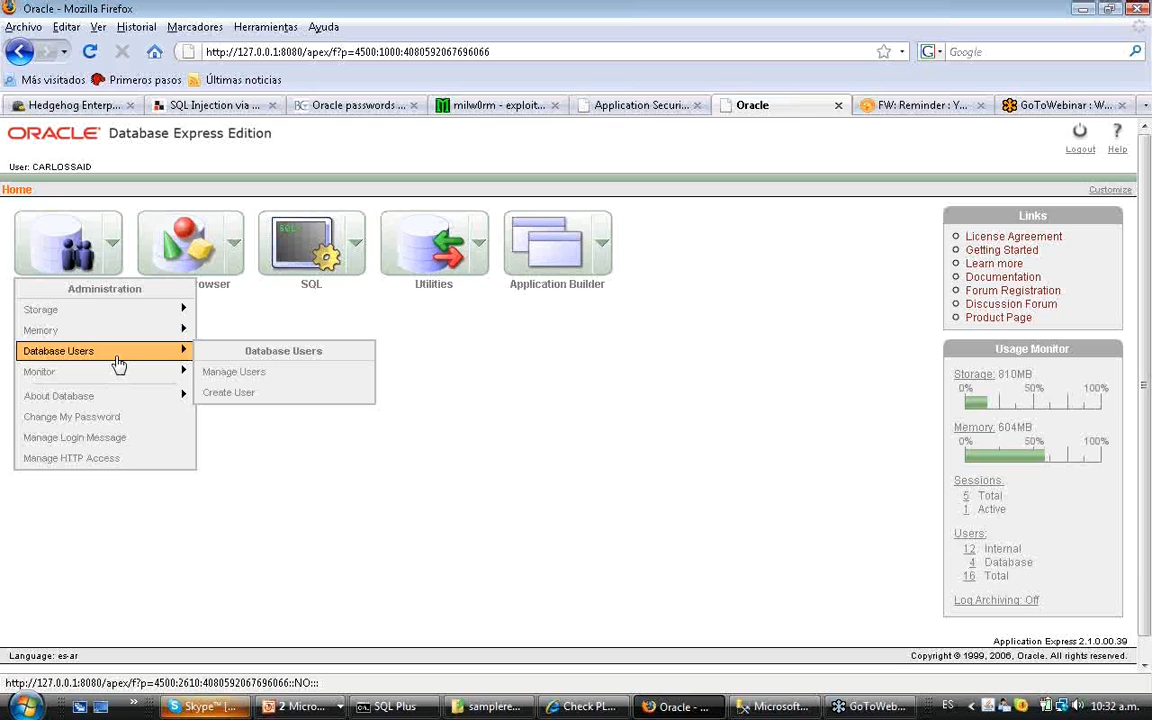 Oracle - Mozilla Firefox
Archivo Editar Ver Historial Marcadores Herramientas Ayuda
http://127.0.0.1:8080/apex/f?p=4500:1000:4080592067696066
Google
Más visitados Primeros pasos Últimas noticias
Hedgehog Enterp... SQL Injection via ... Oracle passwords ... milw0rm - exploit... Application Securi... Oracle FW: Reminder : Y... GoToWebinar : W...
ORACLE Database Express Edition
Logout Help
User: CARLOSSAID
Home
Customize
rowser SQL Utilities Application Builder
Administration
Storage
Memory
Database Users
Monitor
About Database
Change My Password
Manage Login Message
Manage HTTP Access
Database Users
Manage Users
Create User
Links
License Agreement
Getting Started
Learn more
Documentation
Forum Registration
Discussion Forum
Product Page
Usage Monitor
Storage: 810MB
0% 50% 100%
Memory: 604MB
0% 50% 100%
Sessions:
5 Total
1 Active
Users:
12 Internal
4 Database
16 Total
Log Archiving: Off
Application Express 2.1.0.00.39
Language: es-ar
Copyright © 1999, 2006, Oracle. All rights reserved.
http://127.0.0.1:8080/apex/f?p=4500:2610:4080592067696066::NO:::
Skype™ [... 2 Micro... SQL Plus samplere... Check PL... Oracle - ... Microsoft... GoToWeb... ES 10:32 a.m.